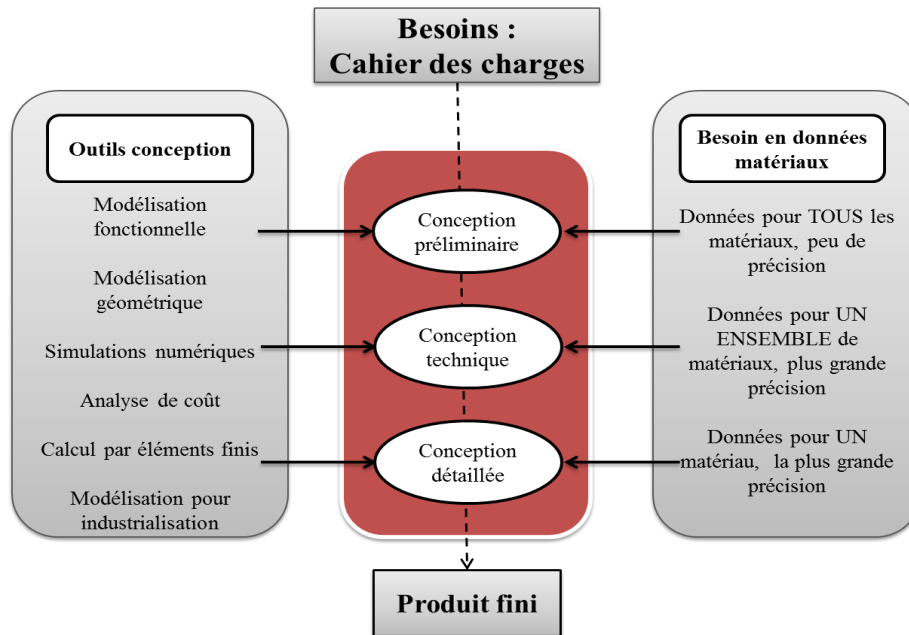 Besoins :
Cahier des charges
Outils conception
Modélisation
fonctionnelle
Modélisation
géométrique
Simulations numériques
Analyse de coût
Calcul par éléments finis
Modélisation pour
industrialisation
Conception
préliminaire
Conception
technique
Conception
détaillée
Besoin en données
matériaux
Données pour TOUS les
matériaux, peu de
précision
Données pour UN
ENSEMBLE de
matériaux, plus grande
précision
Données pour UN
matériau, la plus grande
précision
Produit fini